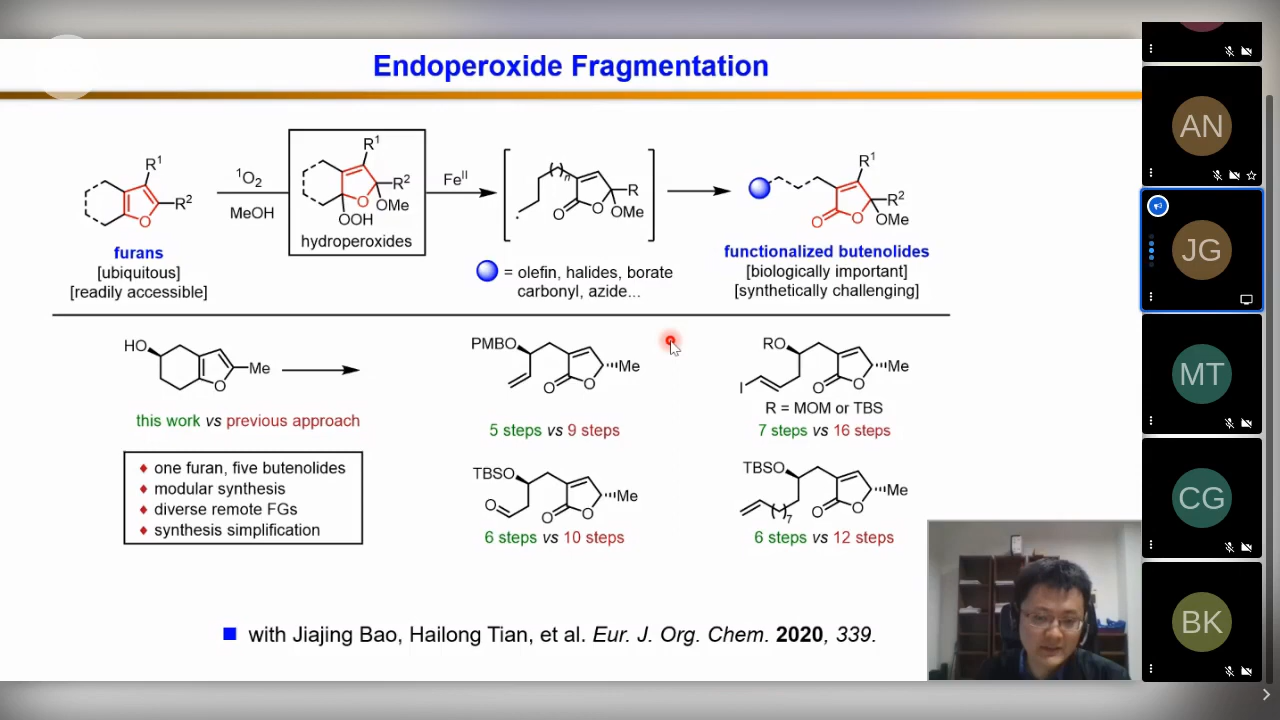 Endoperoxide Fragmentation
R1
R2
O
furans
[ubiquitous]
[readily accessible]
1O2
MeOH
R1
R2
O
OMe
OOH
hydroperoxides
FeII
n
R
O
O
OMe
= olefin, halides, borate
carbonyl, azide...
R1
R2
O
O
OMe
functionalized butenolides
[biologically important]
[synthetically challenging]
HO
O
Me
this work vs previous approach
♦ one furan, five butenolides
♦ modular synthesis
♦ diverse remote FGs
♦ synthesis simplification
PMBO
Me
O
O
5 steps vs 9 steps
RO
I
Me
O
O
R = MOM or TBS
7 steps vs 16 steps
TBSO
O
Me
O
O
6 steps vs 10 steps
TBSO
7
Me
O
O
6 steps vs 12 steps
■ with Jiajing Bao, Hailong Tian, et al. Eur. J. Org. Chem. 2020, 339.
AN
JG
MT
CG
BK